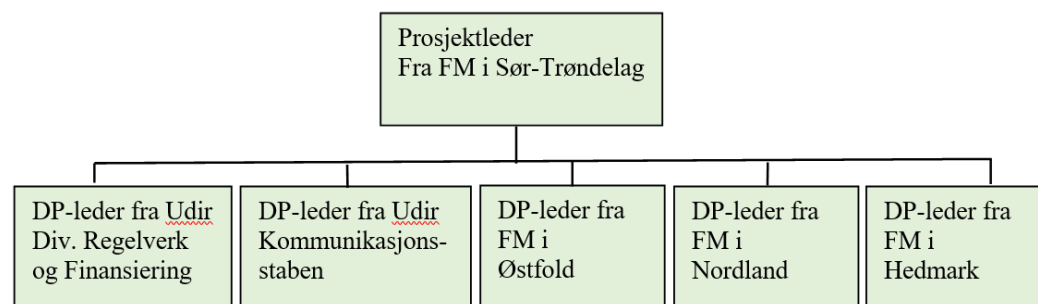 Prosjektleder
Fra FM i Sør-Trøndelag
DP-leder fra Udir
Div. Regelverk
og Finansiering
DP-leder fra Udir
Kommunikasjons-
staben
DP-leder fra
FM i
Østfold
DP-leder fra
FM i
Nordland
DP-leder fra
FM i
Hedmark